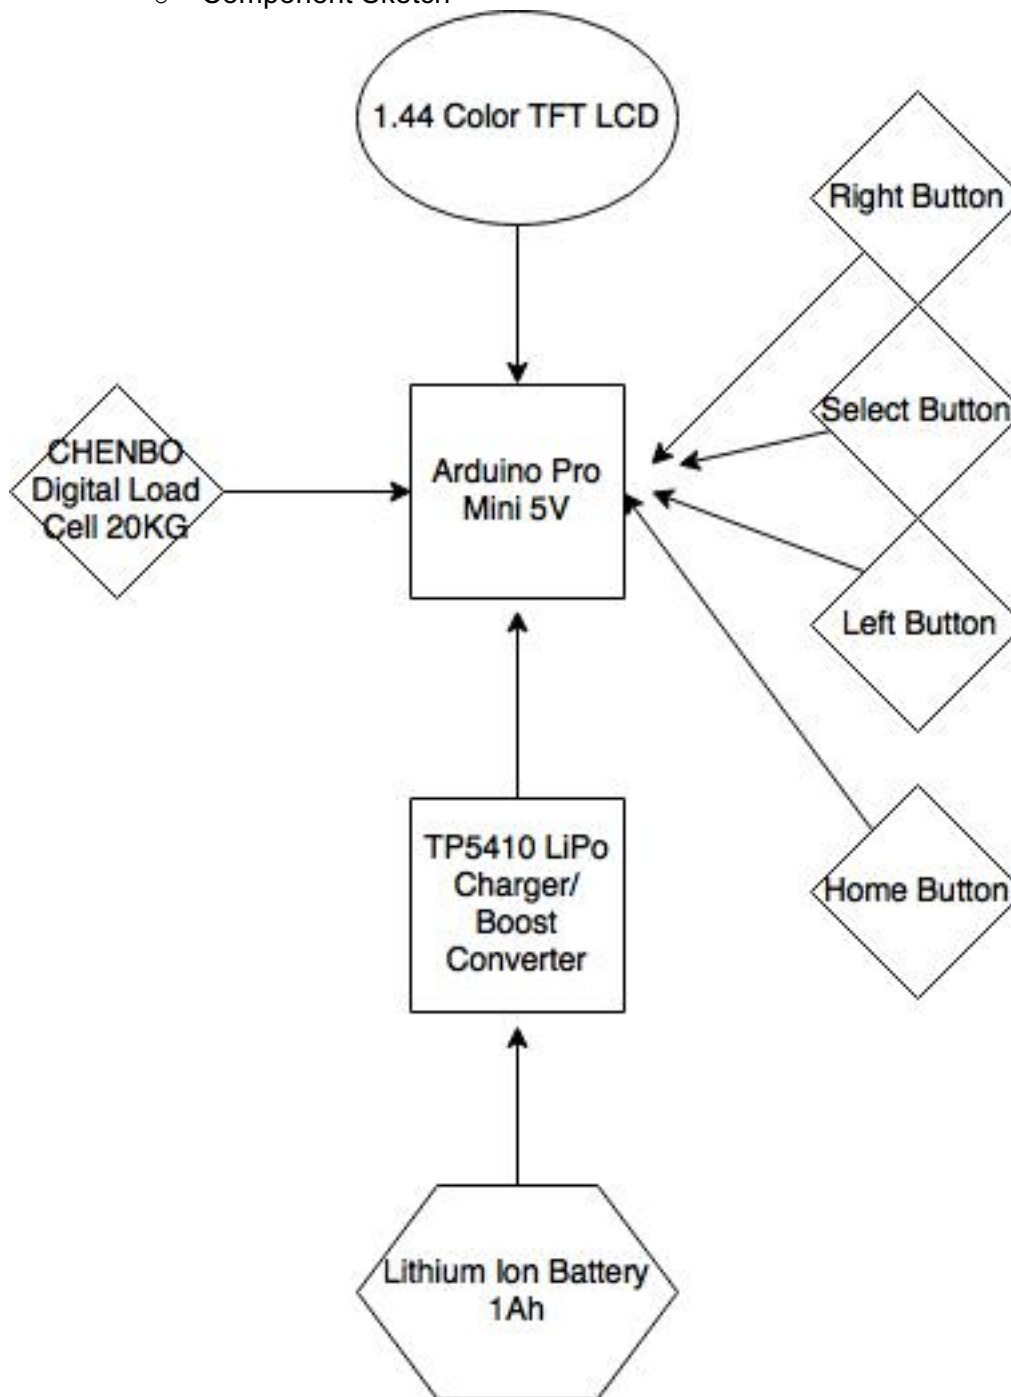 Component Sketch
1.44 Color TFT LCD
Right Button
Select Button
CHENBO
Digital Load
Cell 20KG
Arduino Pro
Mini 5V
Left Button
TP5410 LiPo
Charger/
Boost
Converter
Home Button
Lithium Ion Battery
1Ah